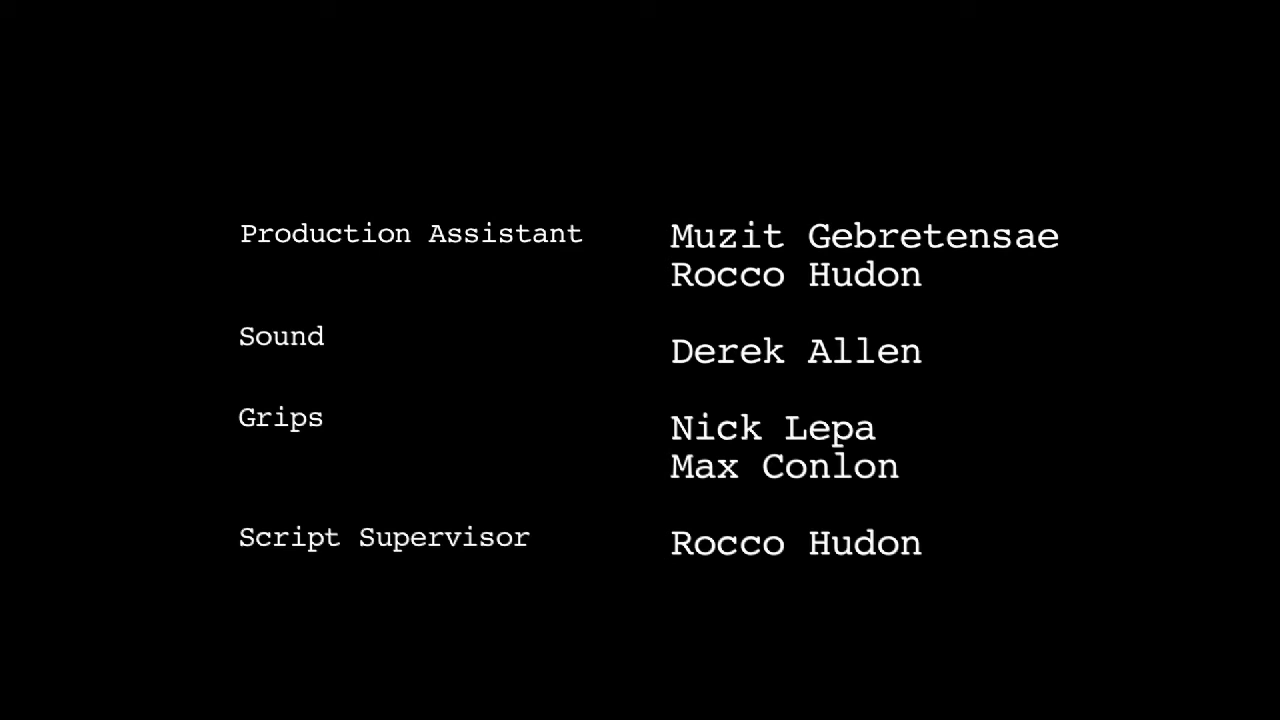 Production Assistant Muzit Gebretensae
Rocco Hudon
Sound Derek Allen
Grips Nick Lepa
Max Conlon
Script Supervisor Rocco Hudon